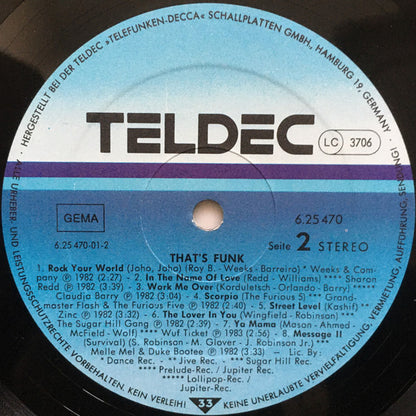 HERGESTELLT BEI DER TELDEC »TELEFUNKEN-DECCA« SCHALLPLATTEN GMBH, HAMBURG 19, GERMANY
TELDEC
LC 3706
GEMA
6.25 470
6.25 470-01-2
Seite 2 STEREO
THAT'S FUNK
1. Rock Your World (Joho, Joha) (Roy B. - Weeks - Barreiro) * Weeks & Com-
pany ℗ 1982 (2:27) - 2. In The Name Of Love (Redd - Williams) **** Sharon
Redd ℗ 1982 (3:39) - 3. Work Me Over (Korduletsch - Orlando - Barry) *****
Claudja Barry ℗ 1982 (3:04) - 4. Scorpio (The Furious 5) *** Grand-
master Flash & The Furious Five ℗ 1982 (2:40) - 5. Street Level (Kashif) **
Zinc ℗ 1982 (3:32) - 6. The Lover In You (Wingfield - Robinson) ***
The Sugar Hill Gang ℗ 1982 (2:39) - 7. Ya Mama (Mason - Ahmed -
McField - Wolf) **** Wuf Ticket ℗ 1983 (2:56) - 8. Message II
(Survival) (S. Robinson - M. Glover - J. Robinson Jr.) ***
Melle Mel & Duke Bootee ℗ 1982 (3:33) - Lic. By:
* Dance Rec. - ** Jive Rec. - *** Sugar Hill Rec.
**** Prelude-Rec./ Jupiter-Rec.
***** Lollipop-Rec./
Jupiter-Rec.
33
ALLE URHEBER- UND LEISTUNGSSCHUTZRECHTE VORBEHALTEN. KEIN VERLEIH! KEINE UNERLAUBTE VERVIELFÄLTIGUNG, VERMIETUNG, AUFFÜHRUNG, SENDUNG!